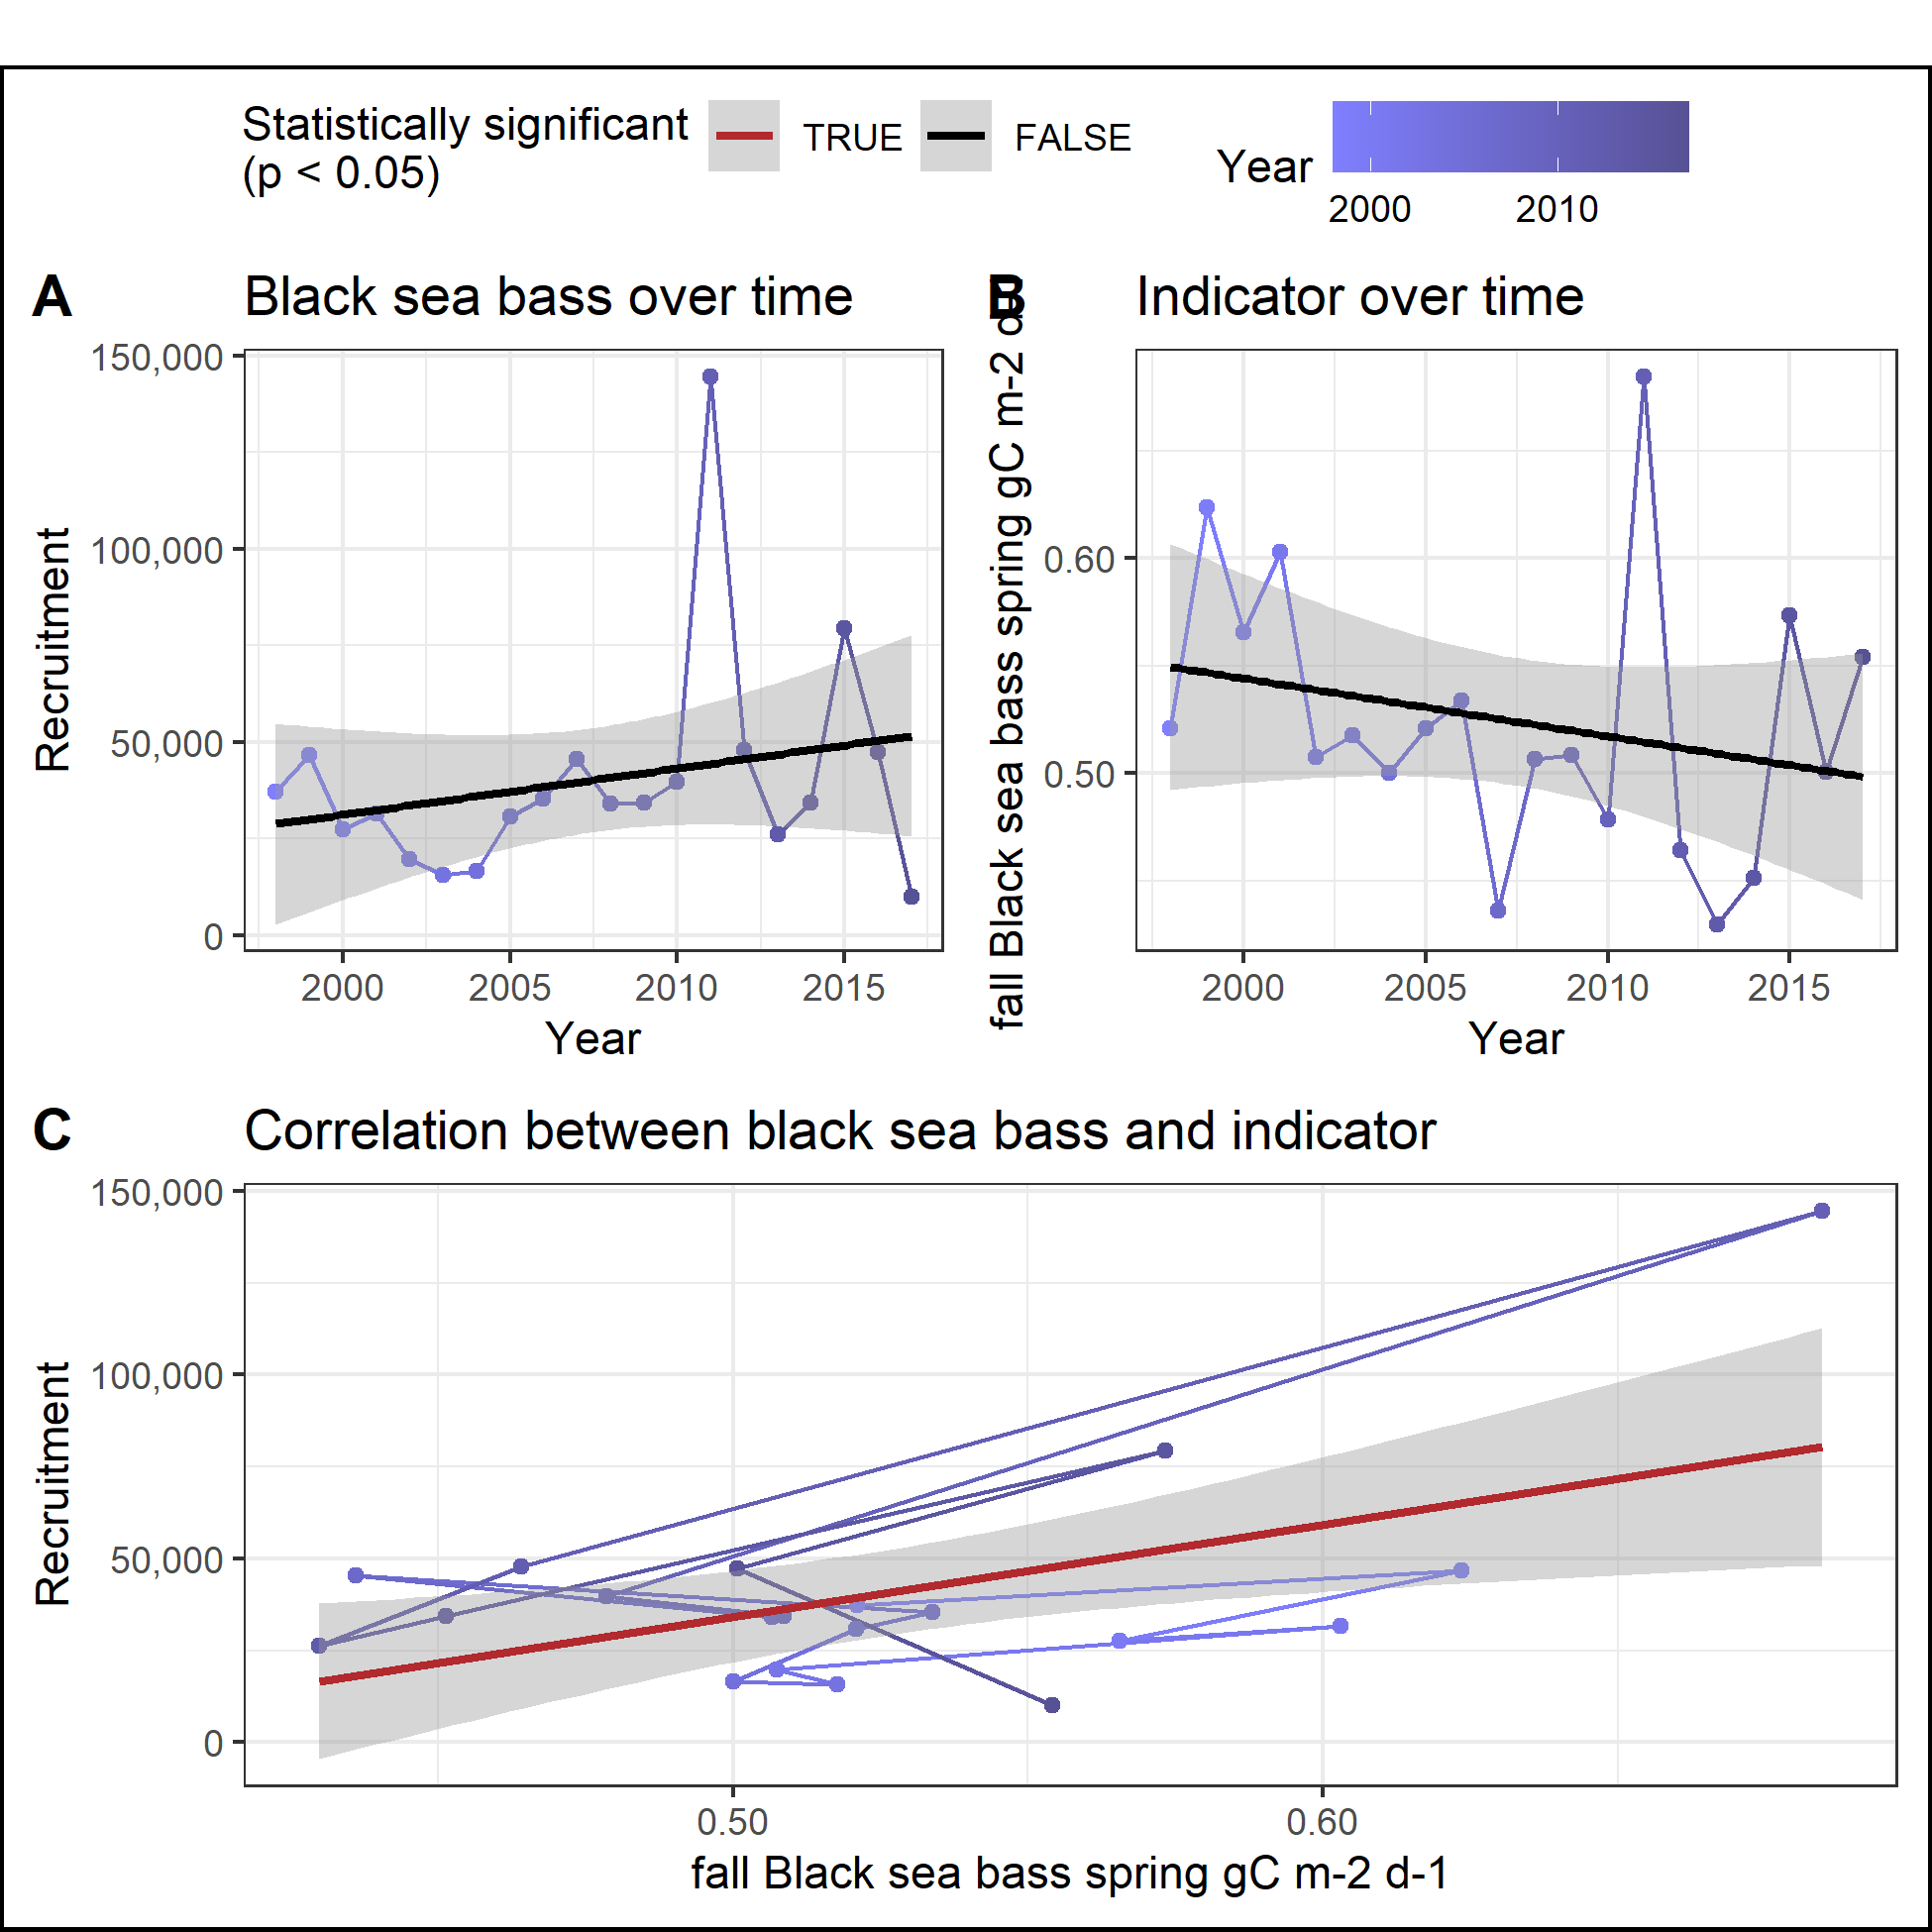 Statistically significant
(p < 0.05)
TRUE
FALSE
Year
2000
2010
A
Black sea bass over time
150,000
100,000
50,000
0
Recruitment
2000
2005
2010
2015
Year
B
Indicator over time
fall Black sea bass spring gC m-2 d
0.60
0.50
2000
2005
2010
2015
Year
C
Correlation between black sea bass and indicator
150,000
100,000
50,000
0
Recruitment
0.50
0.60
fall Black sea bass spring gC m-2 d-1